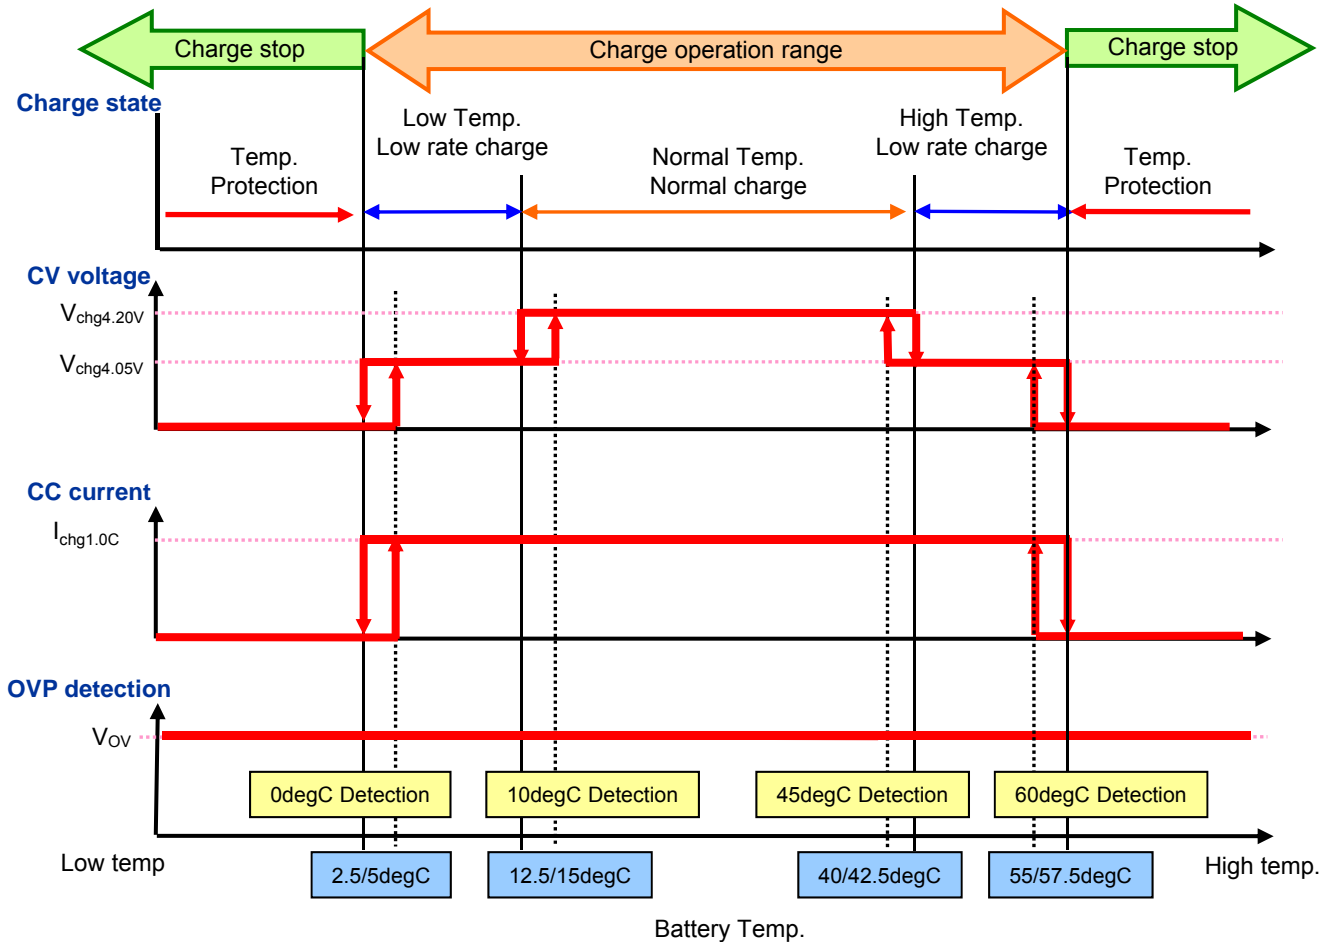 Charge stop
Charge operation range
Charge stop
Charge state
Low Temp.
Low rate charge
High Temp.
Low rate charge
Temp.
Protection
Normal Temp.
Normal charge
Temp.
Protection
CV voltage
Vchg4.20V
Vchg4.05V
CC current
Ichg1.0C
OVP detection
VOV
0degC Detection
10degC Detection
45degC Detection
60degC Detection
Low temp
2.5/5degC
12.5/15degC
40/42.5degC
55/57.5degC
High temp.
Battery Temp.